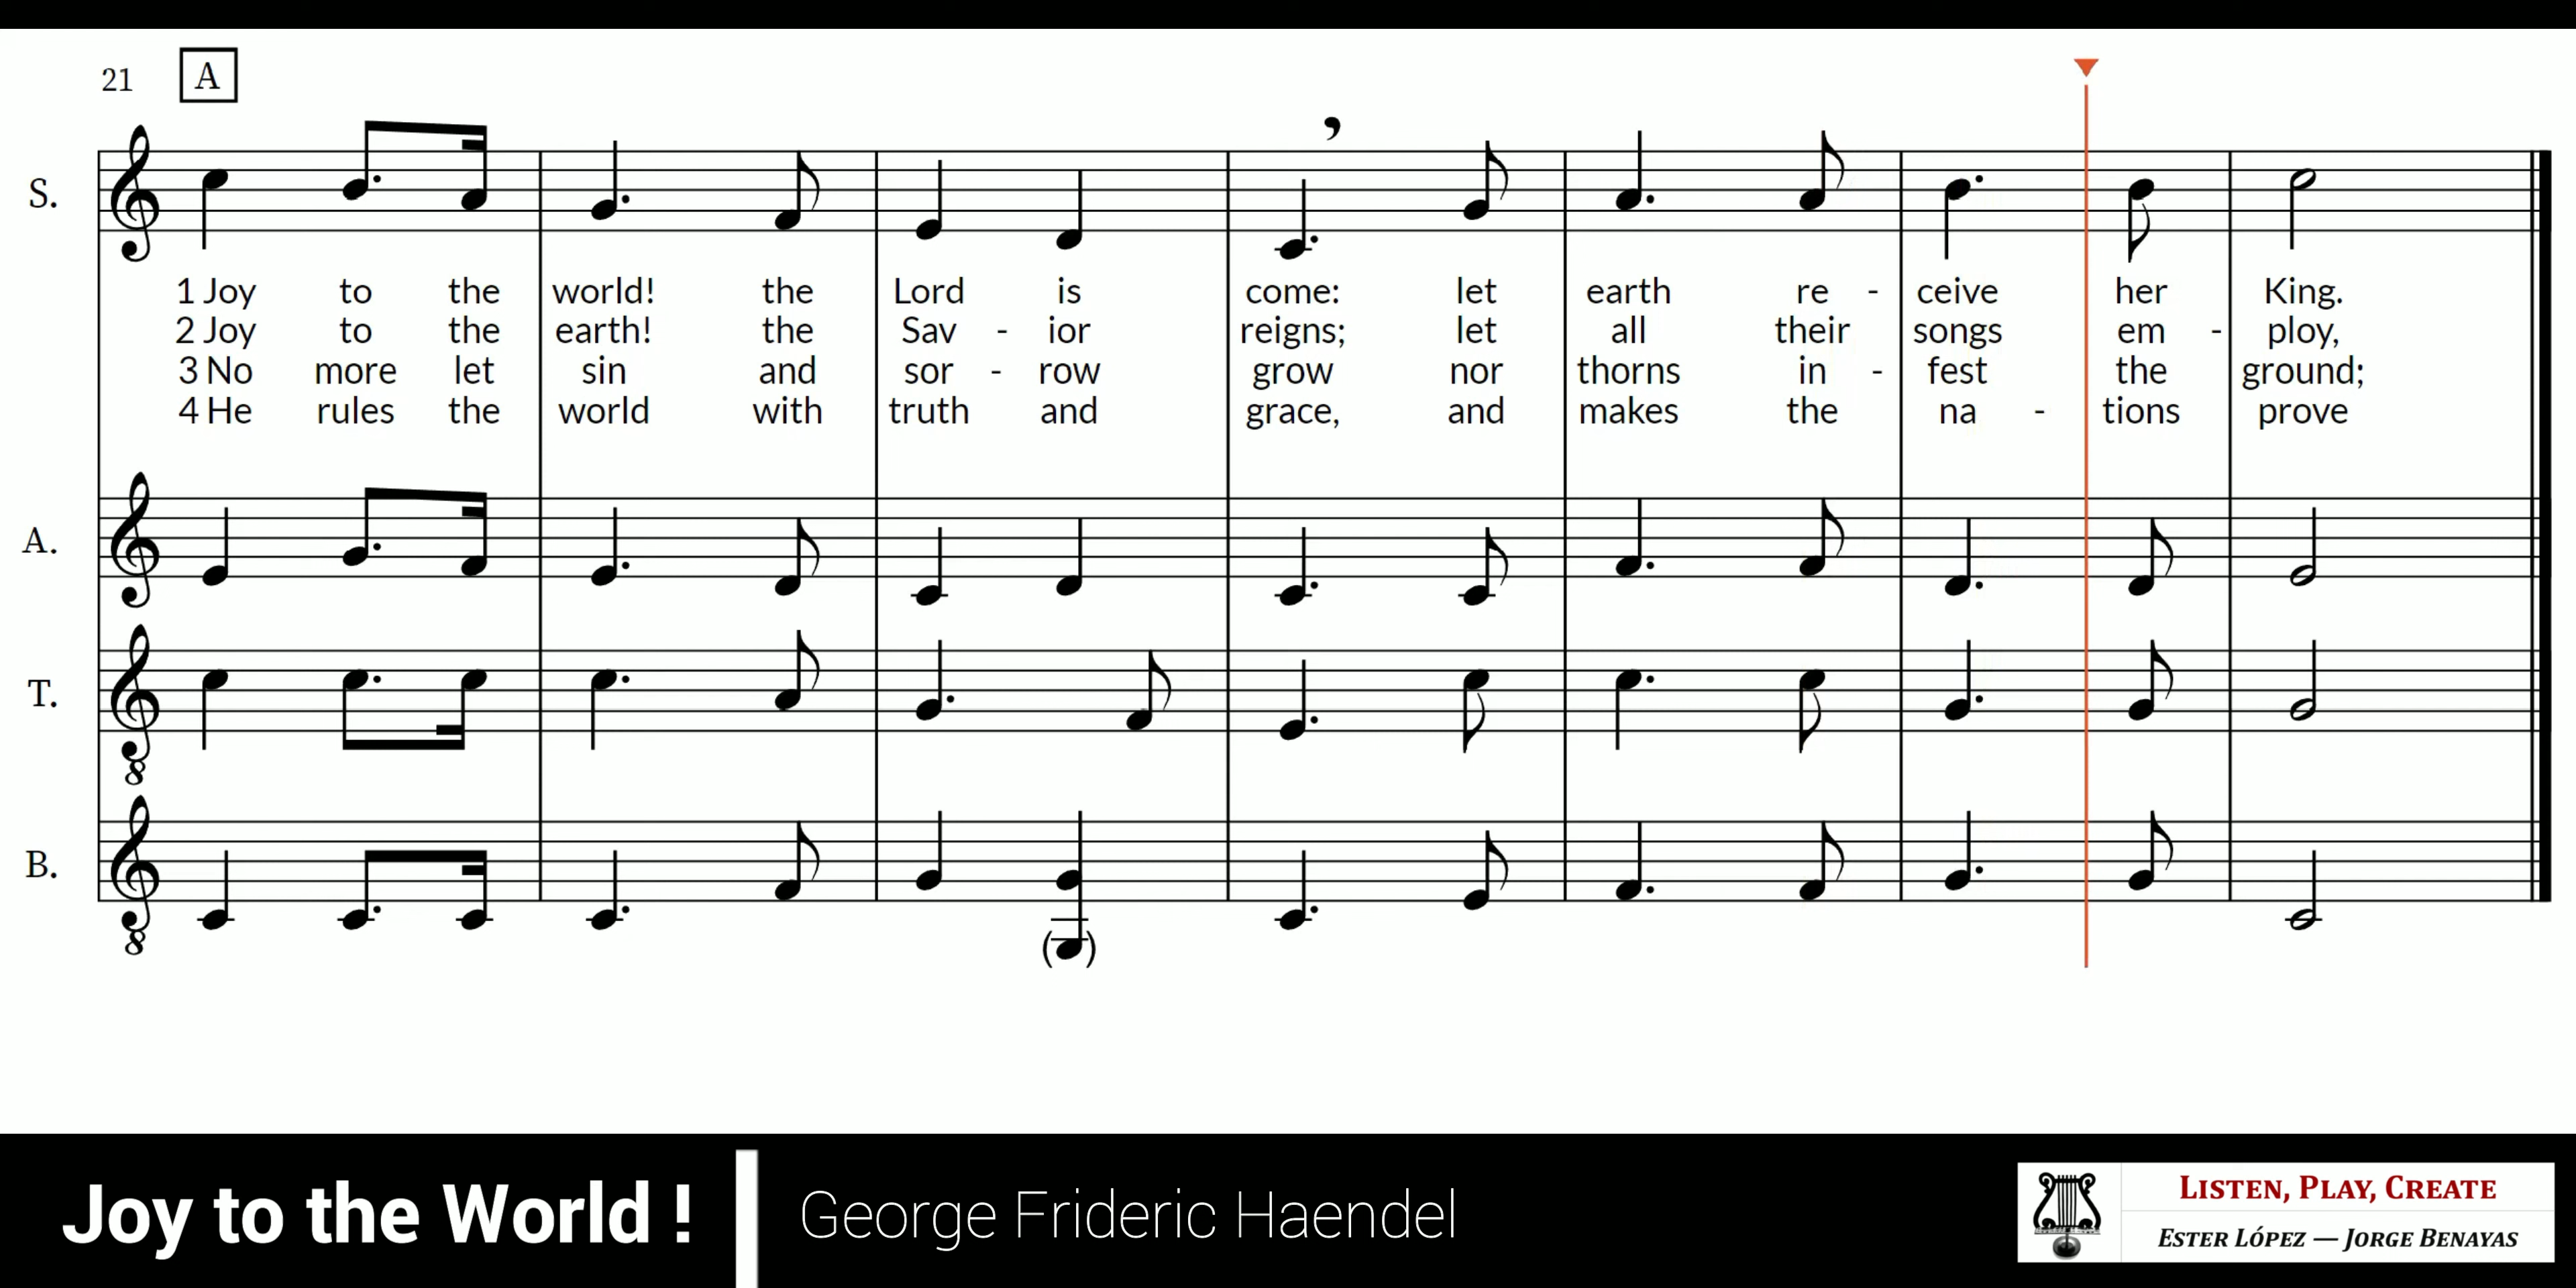 21 A
S.
1 Joy to the world! the Lord is come: let earth re - ceive her King.
2 Joy to the earth! the Sav - ior reigns; let all their songs em - ploy,
3 No more let sin and sor - row grow nor thorns in - fest the ground;
4 He rules the world with truth and grace, and makes the na - tions prove
A.
T.
8
B.
8
Joy to the World !
George Frideric Haendel
LISTEN, PLAY, CREATE
ESTER LÓPEZ — JORGE BENAYAS